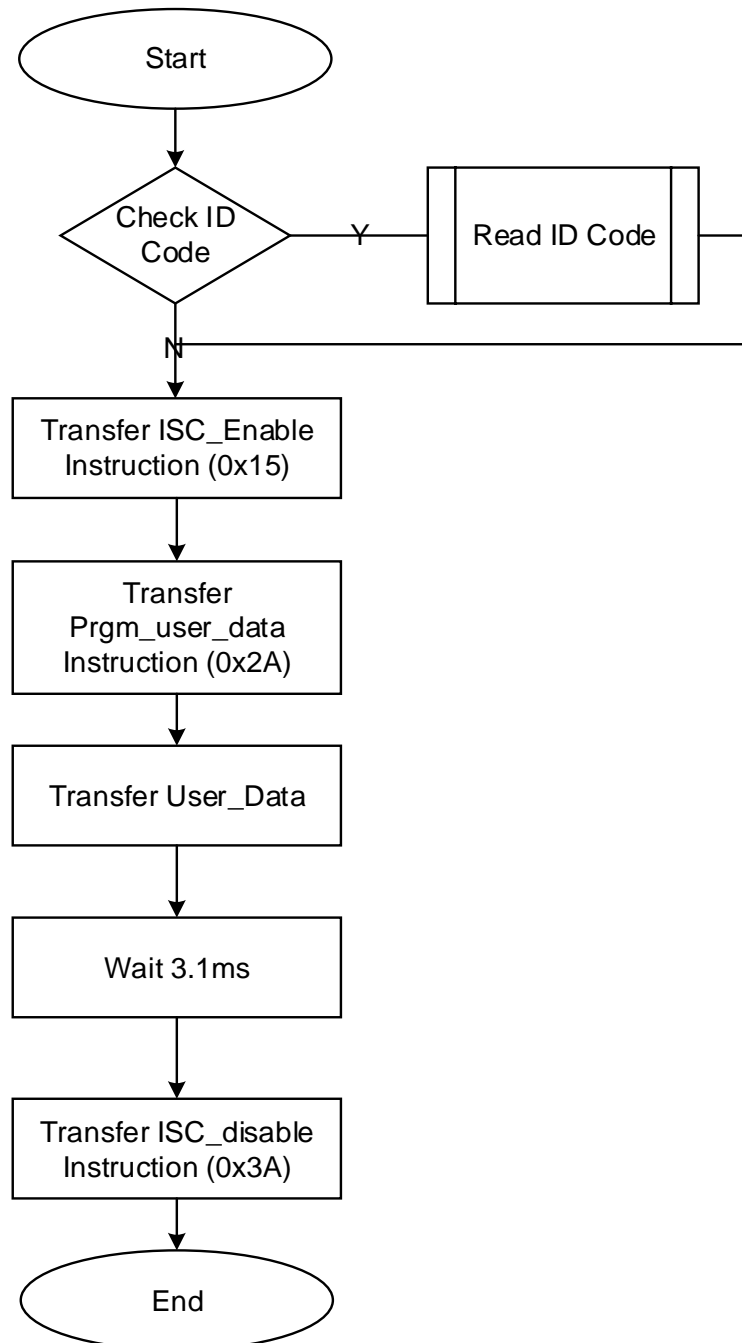 Start
Check ID
Code
Y
Read ID Code
N
Transfer ISC_Enable
Instruction (0x15)
Transfer
Prgm_user_data
Instruction (0x2A)
Transfer User_Data
Wait 3.1ms
Transfer ISC_disable
Instruction (0x3A)
End